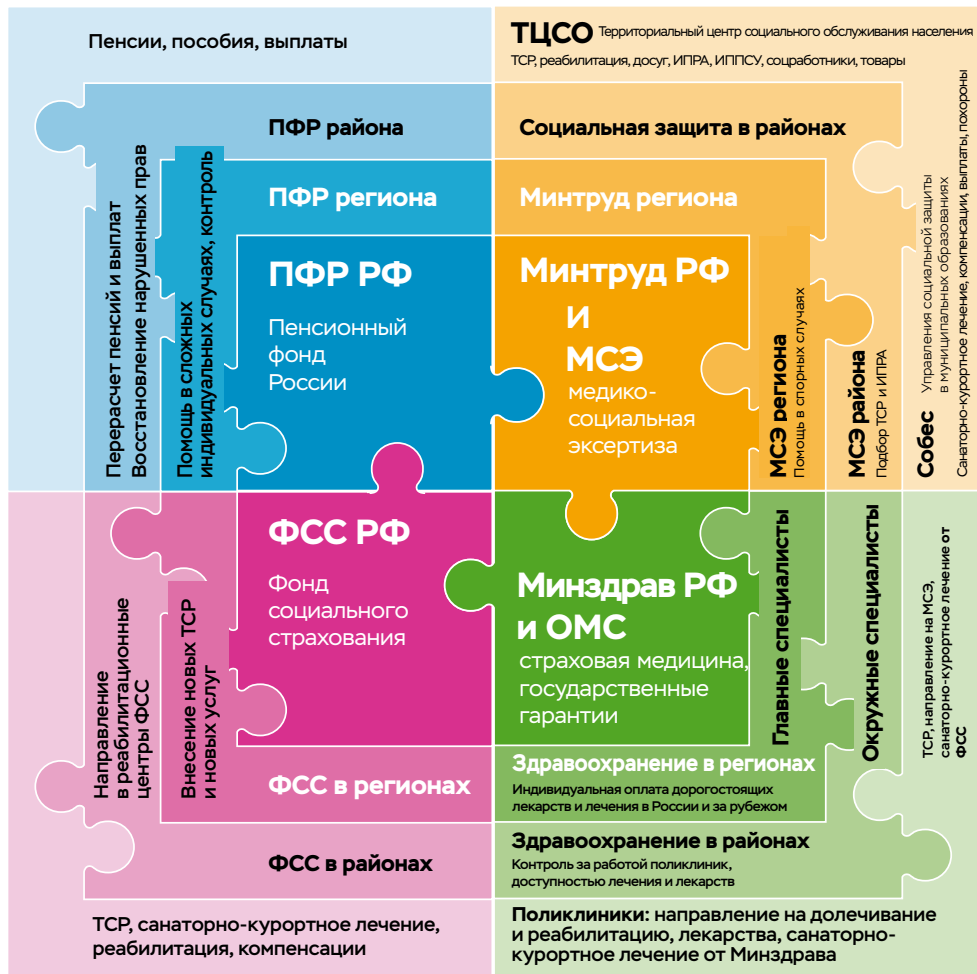 Пенсии, пособия, выплаты
ПФР района
ПФР региона
ПФР РФ
Пенсионный
фонд
России
Перерасчет пенсий и выплат
Восстановление нарушенных прав
Помощь в сложных
индивидуальных случаях, контроль
ТЦСО Территориальный центр социального обслуживания населения
ТСР, реабилитация, досуг, ИПРА, ИППСУ, соцработники, товары
Социальная защита в районах
Минтруд региона
Минтруд РФ
и
МСЭ
медико-
социальная
экспертиза
МСЭ региона
Помощь в спорных случаях
МСЭ района
Подбор ТСР и ИПРА
Собес Управления социальной защиты
в муниципальных образованиях
Санаторно-курортное лечение, компенсации, выплаты, похороны
ФСС РФ
Фонд
социального
страхования
Направление
в реабилитационные
центры ФСС
Внесение новых ТСР
и новых услуг
ФСС в регионах
ФСС в районах
ТСР, санаторно-курортное лечение,
реабилитация, компенсации
Минздрав РФ
и ОМС
страховая медицина,
государственные
гарантии
Главные специалисты
Окружные специалисты
ТСР, направление на МСЭ,
санаторно-курортное лечение от
ФСС
Здравоохранение в регионах
Индивидуальная оплата дорогостоящих
лекарств и лечения в России и за рубежом
Здравоохранение в районах
Контроль за работой поликлиник,
доступностью лечения и лекарств
Поликлиники: направление на долечивание
и реабилитацию, лекарства, санаторно-
курортное лечение от Минздрава